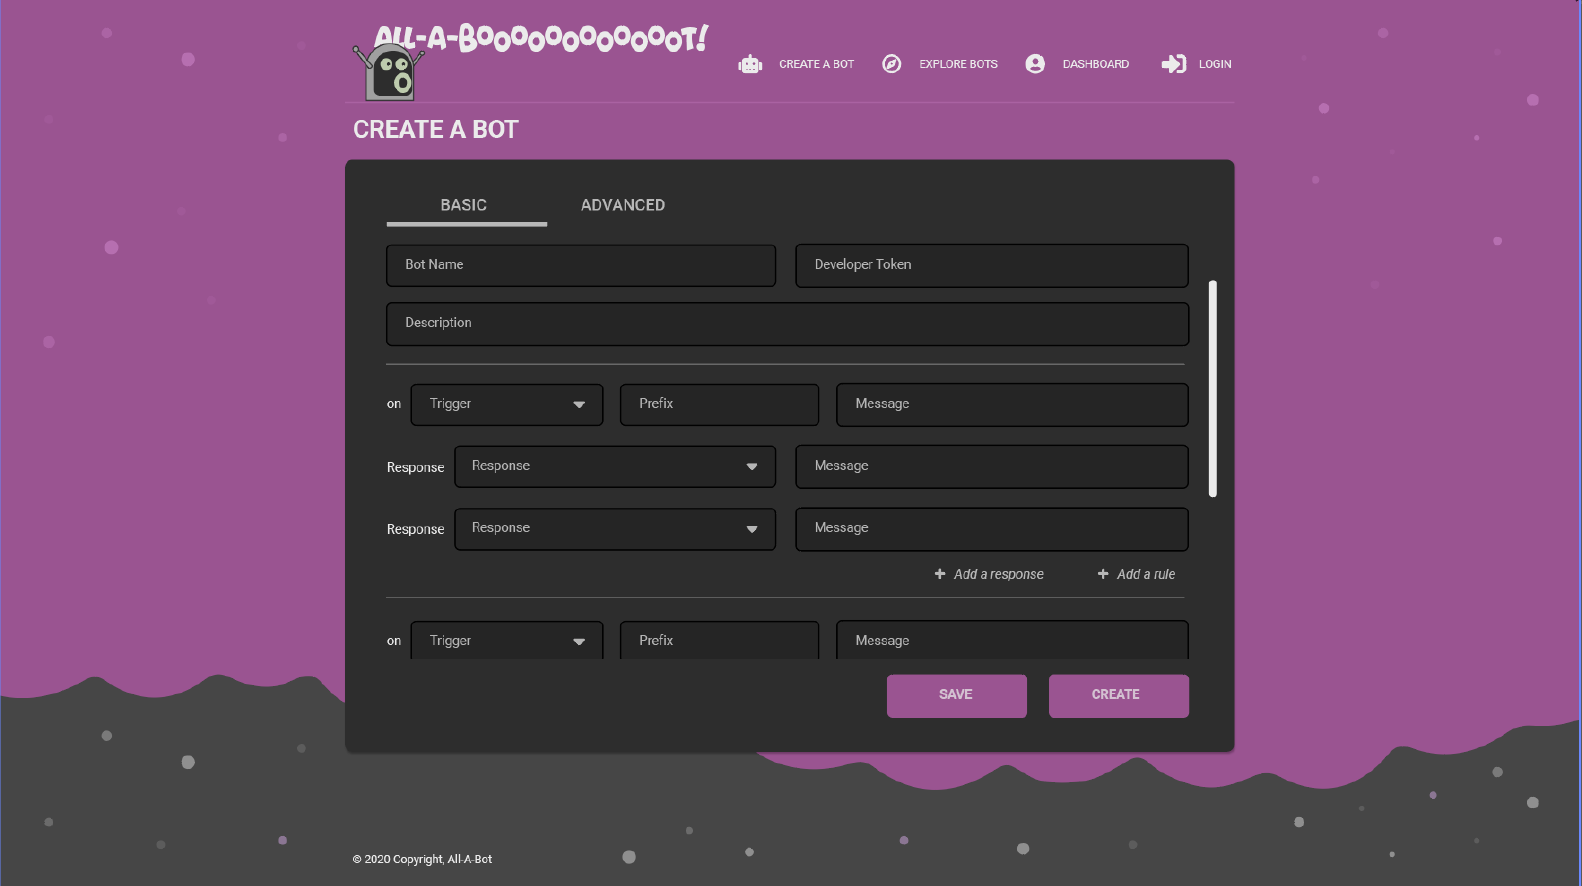 ALL-A-BOOOOOOOOOOOOT!
CREATE A BOT
EXPLORE BOTS
DASHBOARD
LOGIN
CREATE A BOT
BASIC
ADVANCED
Bot Name
Developer Token
Description
on
Trigger
Prefix
Message
Response
Response
Message
Response
Response
Message
+ Add a response
+ Add a rule
on
Trigger
Prefix
Message
SAVE
CREATE
© 2020 Copyright, All-A-Bot